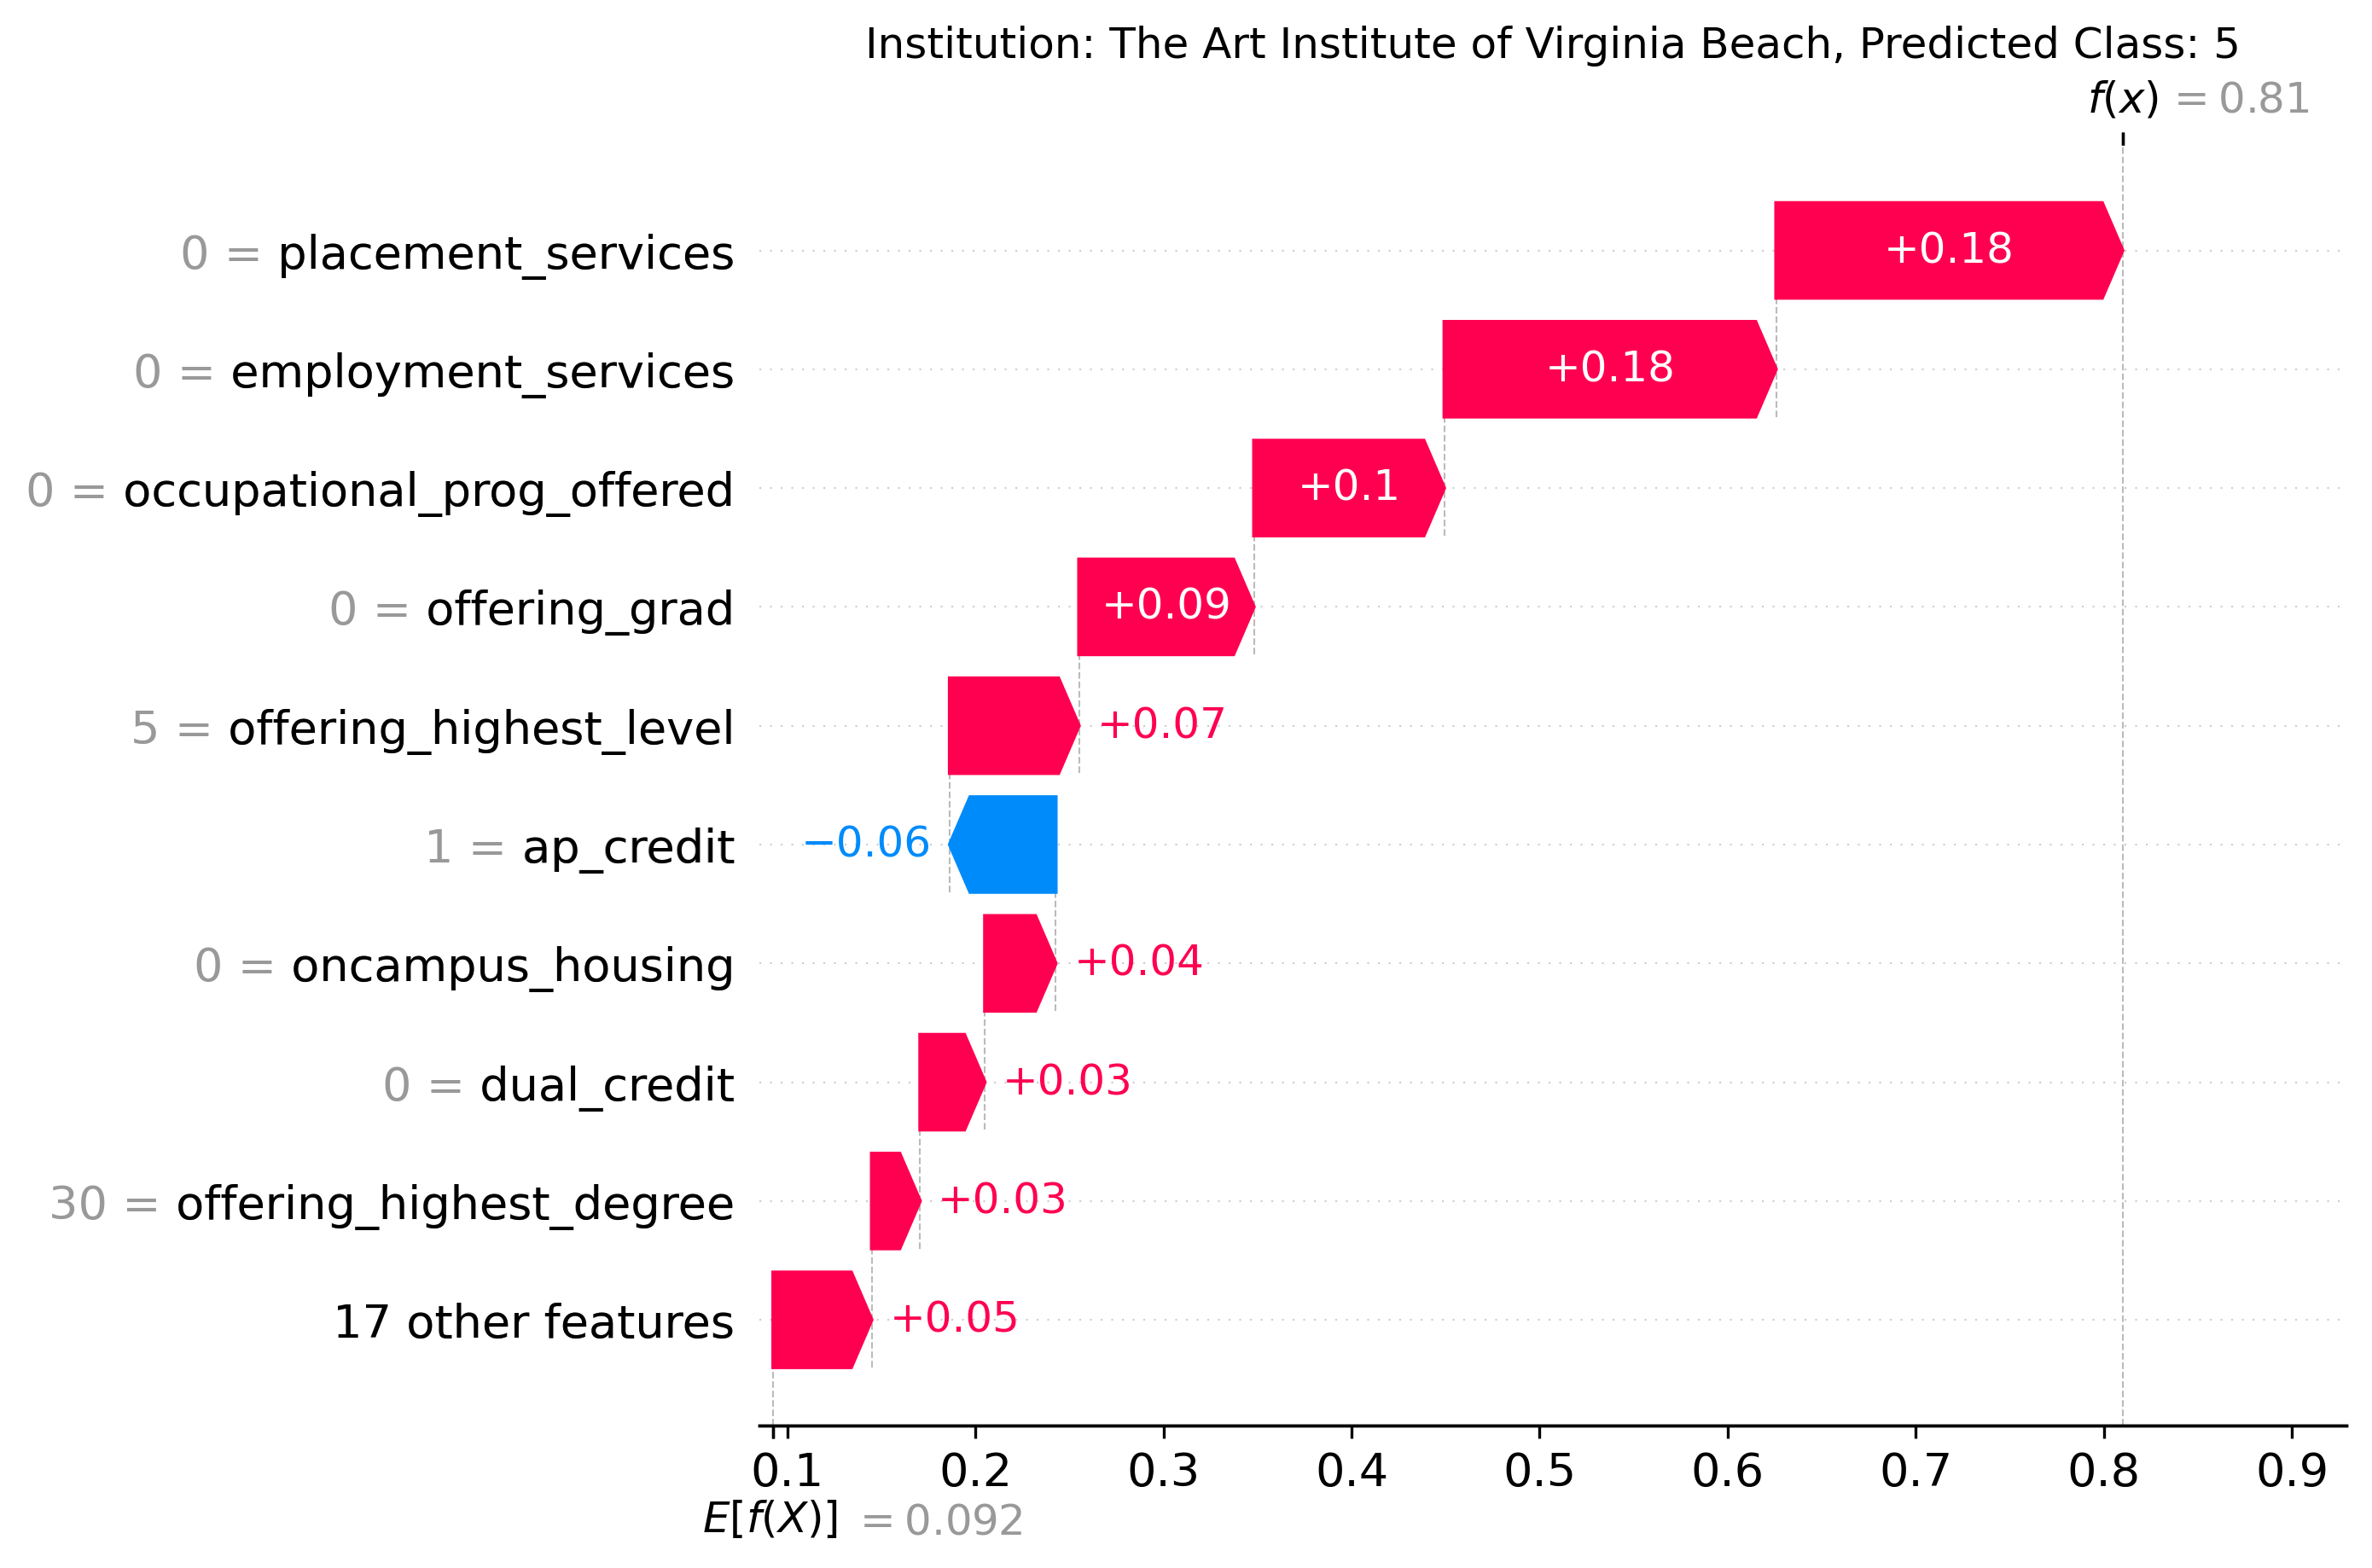 Institution: The Art Institute of Virginia Beach, Predicted Class: 5
f(x) = 0.81
0 = placement_services +0.18
0 = employment_services +0.18
0 = occupational_prog_offered +0.1
0 = offering_grad +0.09
5 = offering_highest_level +0.07
1 = ap_credit −0.06
0 = oncampus_housing +0.04
0 = dual_credit +0.03
30 = offering_highest_degree +0.03
17 other features +0.05
0.1 0.2 0.3 0.4 0.5 0.6 0.7 0.8 0.9
E[f(X)] = 0.092